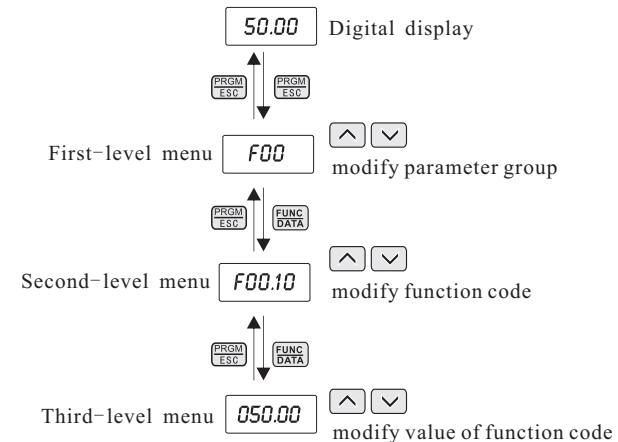 50.00 Digital display
PRGM ESC PRGM ESC
First-level menu F00
modify parameter group
PRGM ESC FUNC DATA
Second-level menu F00.10
modify function code
PRGM ESC FUNC DATA
Third-level menu 050.00
modify value of function code